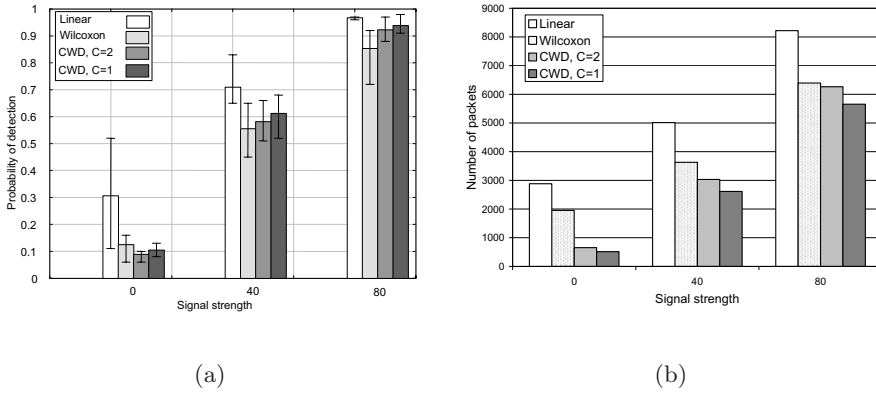 1
0.9
0.8
0.7
0.6
0.5
0.4
0.3
0.2
0.1
0
Probability of detection
Linear
Wilcoxon
CWD, C=2
CWD, C=1
0
40
80
Signal strength
(a)
9000
8000
7000
6000
5000
4000
3000
2000
1000
0
Number of packets
Linear
Wilcoxon
CWD, C=2
CWD, C=1
0
40
80
Signal strength
(b)